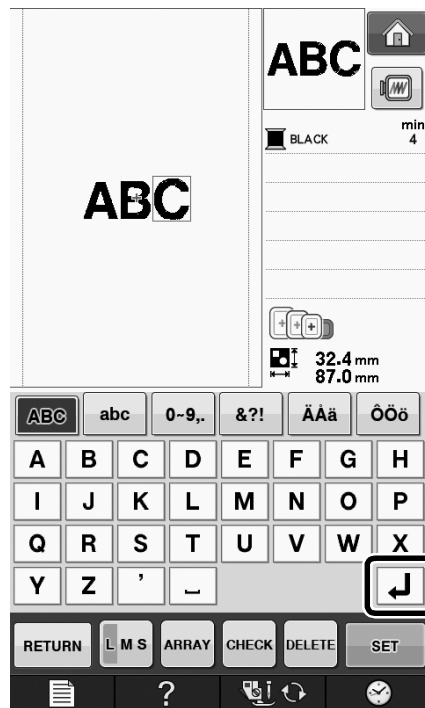 ABC
ABC
min
BLACK 4
32.4 mm
87.0 mm
ABC abc 0~9,. &?! ÄÅä ÔÖö
A B C D E F G H
I J K L M N O P
Q R S T U V W X
Y Z ’ ⎵
RETURN L M S ARRAY CHECK DELETE SET
?